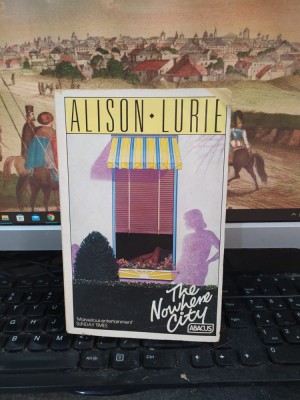 ALISON · LURIE
The
Nowhere
City
ABACUS
'Marvellous entertainment'
SUNDAY TIMES